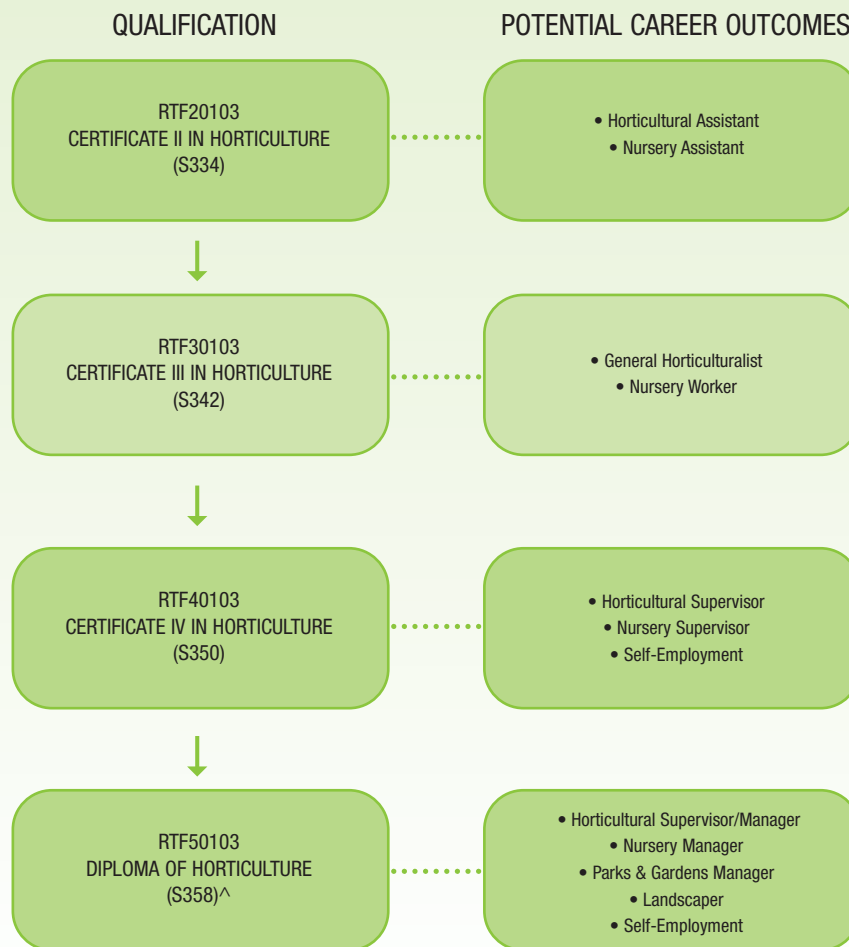 QUALIFICATION
POTENTIAL CAREER OUTCOMES
RTF20103
CERTIFICATE II IN HORTICULTURE
(S334)
• Horticultural Assistant
• Nursery Assistant
RTF30103
CERTIFICATE III IN HORTICULTURE
(S342)
• General Horticulturalist
• Nursery Worker
RTF40103
CERTIFICATE IV IN HORTICULTURE
(S350)
• Horticultural Supervisor
• Nursery Supervisor
• Self-Employment
RTF50103
DIPLOMA OF HORTICULTURE
(S358)^
• Horticultural Supervisor/Manager
• Nursery Manager
• Parks & Gardens Manager
• Landscaper
• Self-Employment